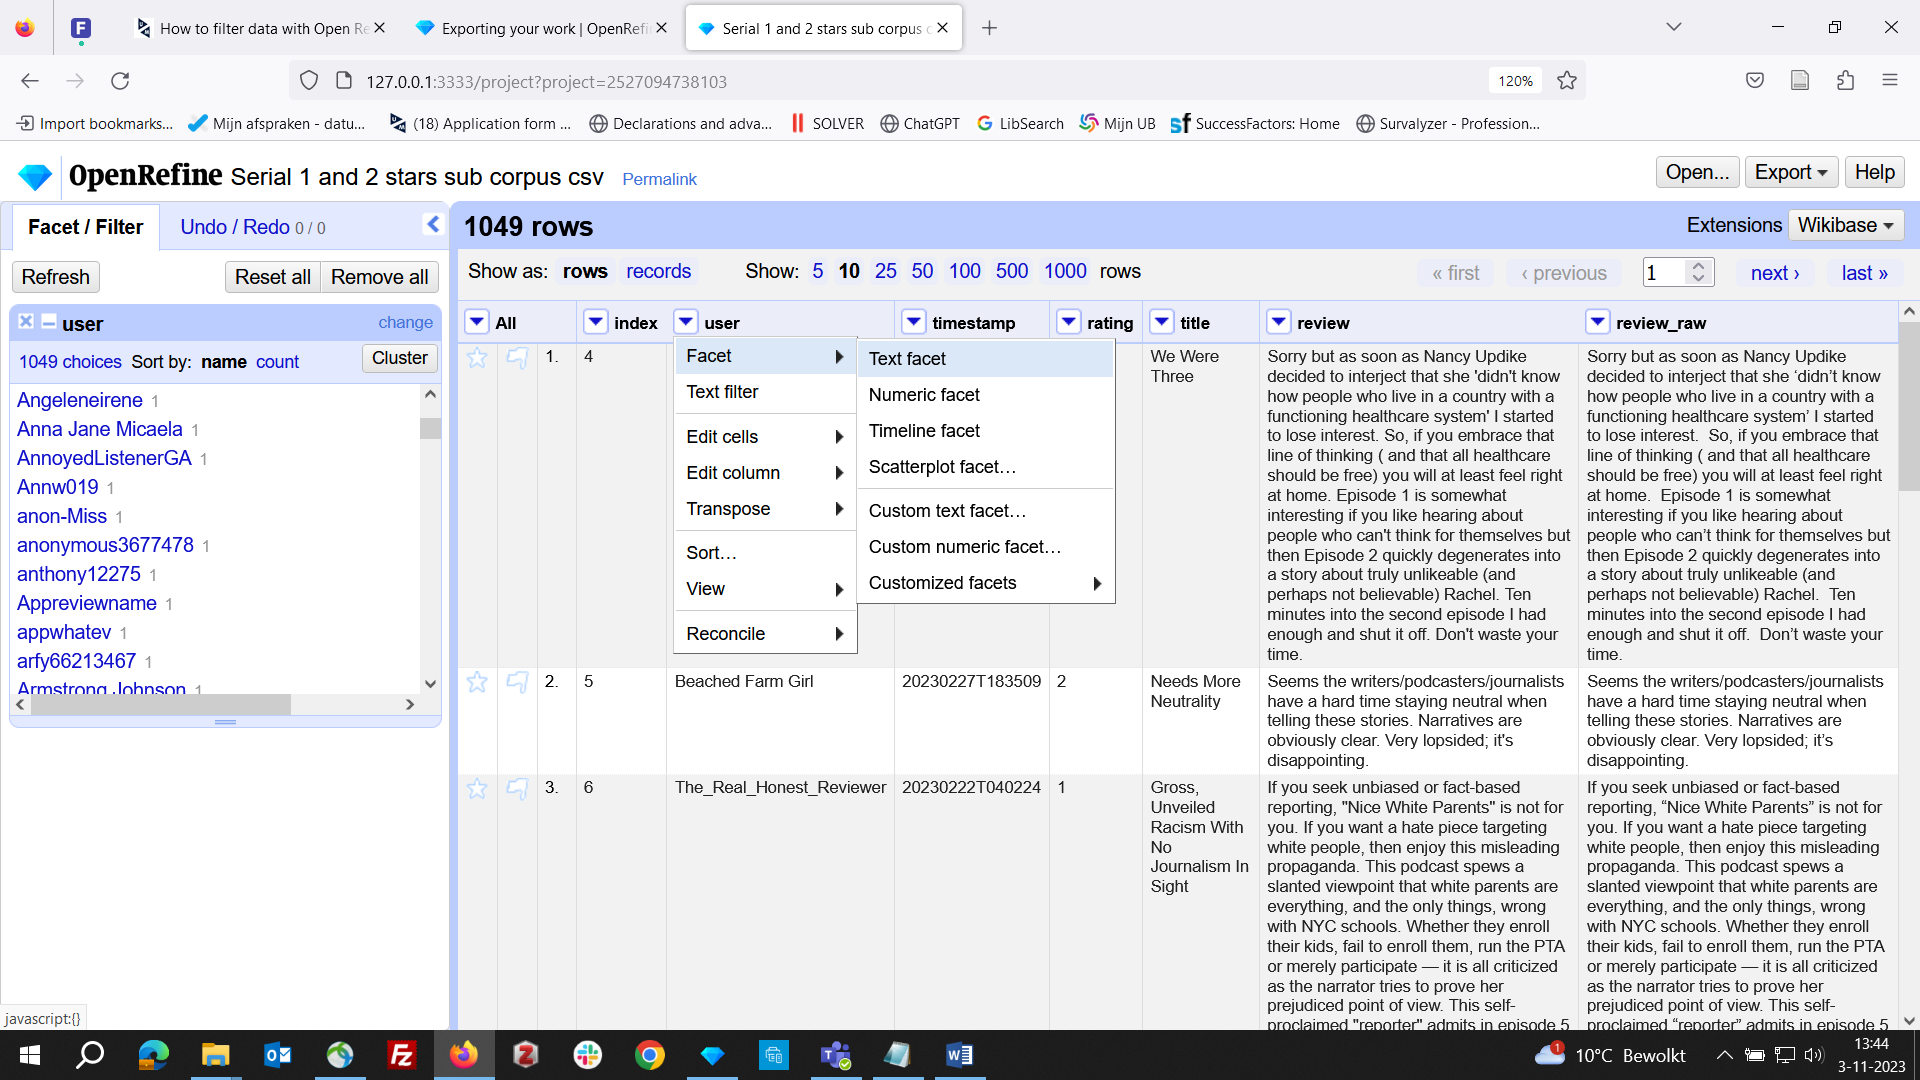 How to filter data with Open Re
Exporting your work | OpenRefi
Serial 1 and 2 stars sub corpus c
127.0.0.1:3333/project?project=2527094738103
120%
Import bookmarks...
Mijn afspraken - datu...
(18) Application form ...
Declarations and adva...
SOLVER
ChatGPT
LibSearch
Mijn UB
SuccessFactors: Home
Survalyzer - Profession...
OpenRefine Serial 1 and 2 stars sub corpus csv Permalink
Open...
Export
Help
Facet / Filter
Undo / Redo 0 / 0
1049 rows
Extensions
Wikibase
Refresh
Reset all
Remove all
Show as: rows records
Show: 5 10 25 50 100 500 1000 rows
« first
‹ previous
1
next ›
last »
user
change
1049 choices Sort by: name count
Cluster
Angeleneirene 1
Anna Jane Micaela 1
AnnoyedListenerGA 1
Annw019 1
anon-Miss 1
anonymous3677478 1
anthony12275 1
Appreviewname 1
appwhatev 1
arfy66213467 1
Armstrong Johnson 1
All
index
user
timestamp
rating
title
review
review_raw
Facet
Text filter
Edit cells
Edit column
Transpose
Sort…
View
Reconcile
Text facet
Numeric facet
Timeline facet
Scatterplot facet…
Custom text facet…
Custom numeric facet…
Customized facets
1.
4
We Were
Three
Sorry but as soon as Nancy Updike
decided to interject that she 'didn't know
how people who live in a country with a
functioning healthcare system' I started
to lose interest. So, if you embrace that
line of thinking ( and that all healthcare
should be free) you will at least feel right
at home. Episode 1 is somewhat
interesting if you like hearing about
people who can't think for themselves but
then Episode 2 quickly degenerates into
a story about truly unlikeable (and
perhaps not believable) Rachel. Ten
minutes into the second episode I had
enough and shut it off. Don't waste your
time.
Sorry but as soon as Nancy Updike
decided to interject that she ‘didn’t know
how people who live in a country with a
functioning healthcare system’ I started
to lose interest.  So, if you embrace that
line of thinking ( and that all healthcare
should be free) you will at least feel right
at home.  Episode 1 is somewhat
interesting if you like hearing about
people who can’t think for themselves but
then Episode 2 quickly degenerates into
a story about truly unlikeable (and
perhaps not believable) Rachel.  Ten
minutes into the second episode I had
enough and shut it off.  Don’t waste your
time.
2.
5
Beached Farm Girl
20230227T183509
2
Needs More
Neutrality
Seems the writers/podcasters/journalists
have a hard time staying neutral when
telling these stories. Narratives are
obviously clear. Very lopsided; it's
disappointing.
Seems the writers/podcasters/journalists
have a hard time staying neutral when
telling these stories. Narratives are
obviously clear. Very lopsided; it’s
disappointing.
3.
6
The_Real_Honest_Reviewer
20230222T040224
1
Gross,
Unveiled
Racism With
No
Journalism In
Sight
If you seek unbiased or fact-based
reporting, "Nice White Parents" is not for
you. If you want a hate piece targeting
white people, then enjoy this misleading
propaganda. This podcast spews a
slanted viewpoint that white parents are
everything, and the only things, wrong
with NYC schools. Whether they enroll
their kids, fail to enroll them, run the PTA
or merely participate — it is all criticized
as the narrator tries to prove her
prejudiced point of view. This self-
proclaimed "reporter" admits in episode 5
If you seek unbiased or fact-based
reporting, “Nice White Parents” is not for
you. If you want a hate piece targeting
white people, then enjoy this misleading
propaganda. This podcast spews a
slanted viewpoint that white parents are
everything, and the only things, wrong
with NYC schools. Whether they enroll
their kids, fail to enroll them, run the PTA
or merely participate — it is all criticized
as the narrator tries to prove her
prejudiced point of view. This self-
proclaimed “reporter” admits in episode 5
javascript:{}
1
10°C Bewolkt
13:44
3-11-2023